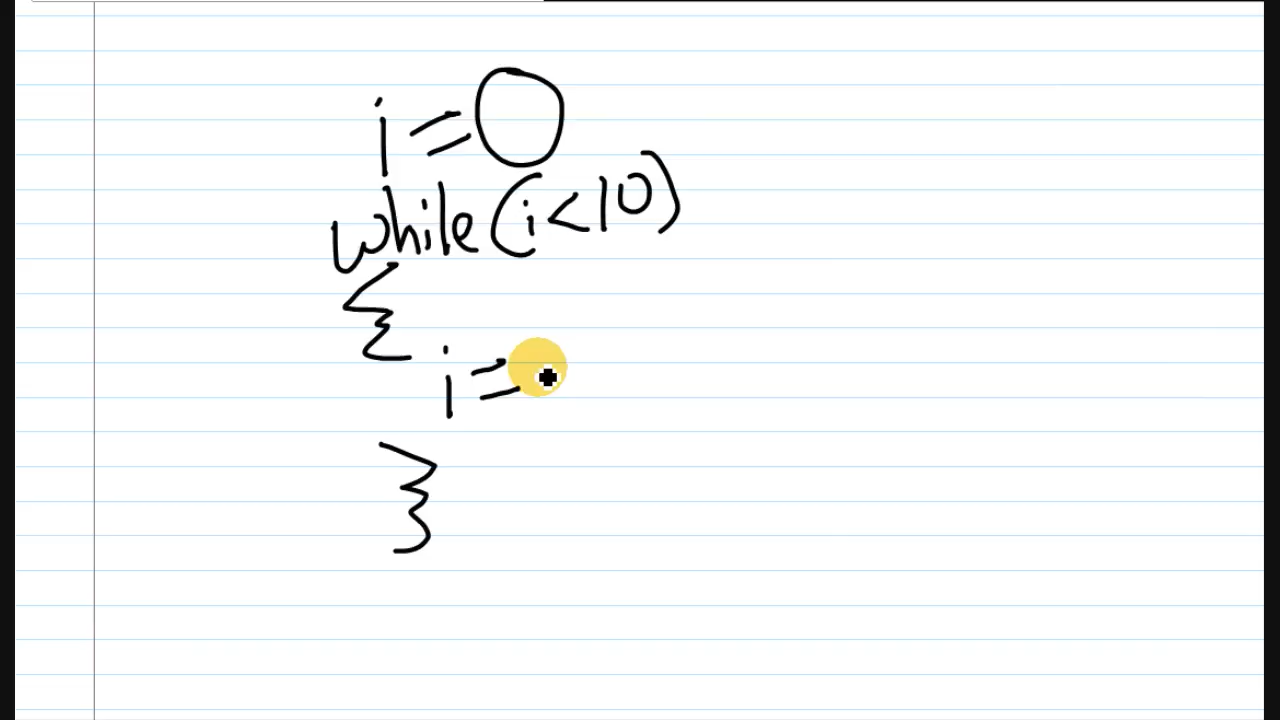 i = 0
while (i < 10)
{
i =
}